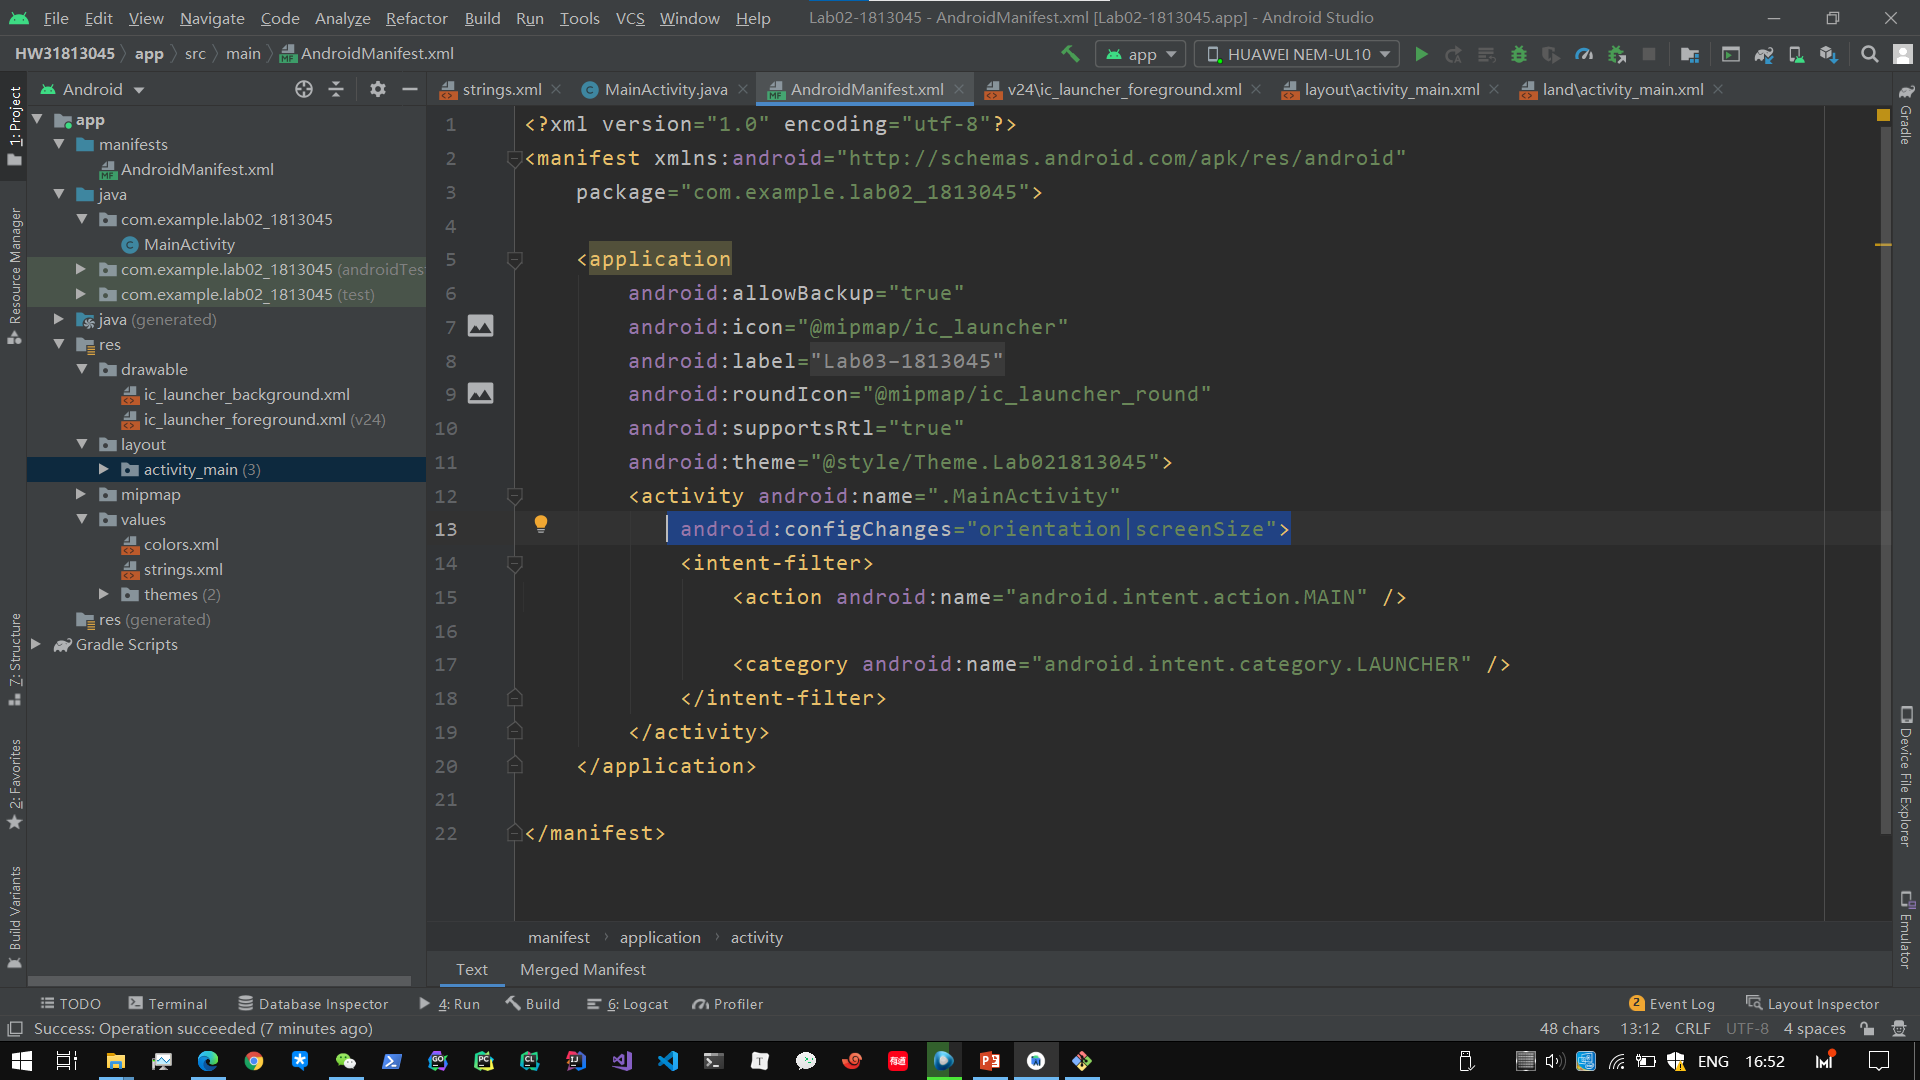 File Edit View Navigate Code Analyze Refactor Build Run Tools VCS Window Help Lab02-1813045 - AndroidManifest.xml [Lab02-1813045.app] - Android Studio
HW31813045 app src main AndroidManifest.xml app HUAWEI NEM-UL10
Android
strings.xml MainActivity.java AndroidManifest.xml v24\ic_launcher_foreground.xml layout\activity_main.xml land\activity_main.xml
1: Project
Resource Manager
Z: Structure
2: Favorites
Build Variants
app
manifests
AndroidManifest.xml
java
com.example.lab02_1813045
MainActivity
com.example.lab02_1813045 (androidTes
com.example.lab02_1813045 (test)
java (generated)
res
drawable
ic_launcher_background.xml
ic_launcher_foreground.xml (v24)
layout
activity_main (3)
mipmap
values
colors.xml
strings.xml
themes (2)
res (generated)
Gradle Scripts
1 <?xml version="1.0" encoding="utf-8"?>
2 <manifest xmlns:android="http://schemas.android.com/apk/res/android"
3 package="com.example.lab02_1813045">
4
5 <application
6 android:allowBackup="true"
7 android:icon="@mipmap/ic_launcher"
8 android:label="Lab03-1813045"
9 android:roundIcon="@mipmap/ic_launcher_round"
10 android:supportsRtl="true"
11 android:theme="@style/Theme.Lab021813045">
12 <activity android:name=".MainActivity"
13 android:configChanges="orientation|screenSize">
14 <intent-filter>
15 <action android:name="android.intent.action.MAIN" />
16
17 <category android:name="android.intent.category.LAUNCHER" />
18 </intent-filter>
19 </activity>
20 </application>
21
22 </manifest>
Gradle
Device File Explorer
Emulator
manifest application activity
Text Merged Manifest
TODO Terminal Database Inspector 4: Run Build 6: Logcat Profiler 2 Event Log Layout Inspector
Success: Operation succeeded (7 minutes ago) 48 chars 13:12 CRLF UTF-8 4 spaces
ENG 16:52